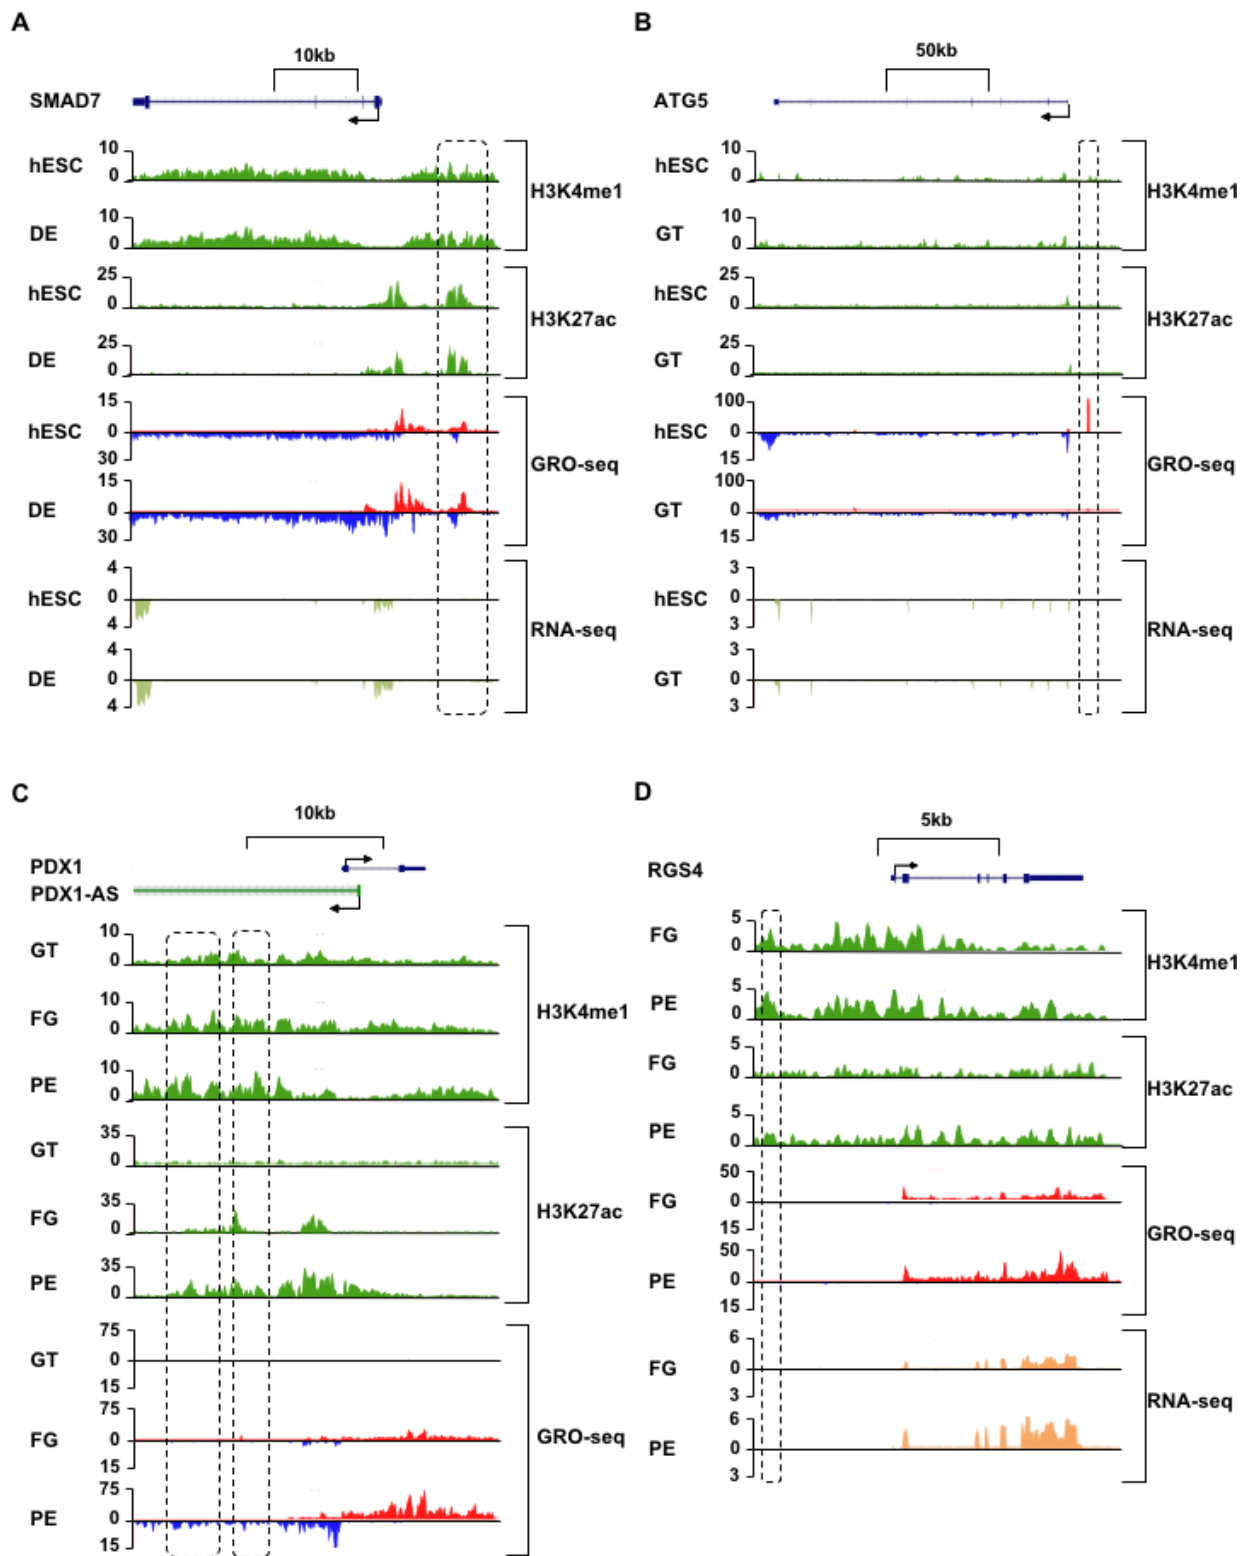 A
10kb
SMAD7
hESC 10 0
DE 10 0
H3K4me1
hESC 25 0
DE 25 0
H3K27ac
hESC 15 0 30
DE 15 0 30
GRO-seq
hESC 4 0 4
DE 4 0 4
RNA-seq
B
50kb
ATG5
hESC 10 0
GT 10 0
H3K4me1
hESC 25 0
GT 25 0
H3K27ac
hESC 100 0 15
GT 100 0 15
GRO-seq
hESC 3 0 3
GT 3 0 3
RNA-seq
C
10kb
PDX1
PDX1-AS
GT 10 0
FG 10 0
PE 10 0
H3K4me1
GT 35 0
FG 35 0
PE 35 0
H3K27ac
GT 75 0 15
FG 75 0 15
PE 75 0 15
GRO-seq
D
5kb
RGS4
FG 5 0
PE 5 0
H3K4me1
FG 5 0
PE 5 0
H3K27ac
FG 50 0 15
PE 50 0 15
GRO-seq
FG 6 0 3
PE 6 0 3
RNA-seq